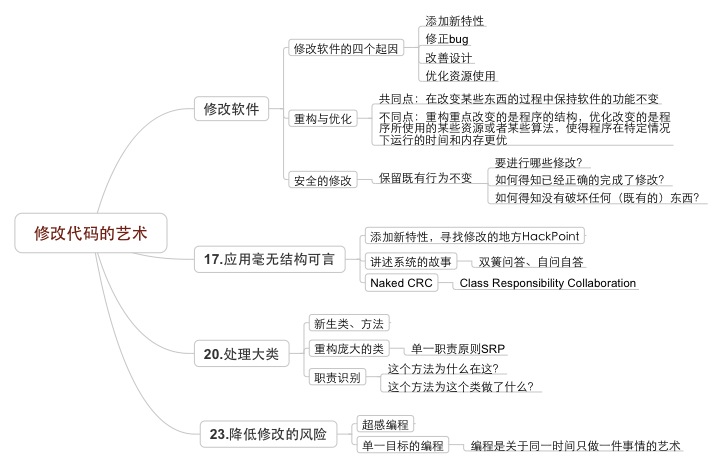 修改代码的艺术
修改软件
修改软件的四个起因
添加新特性
修正bug
改善设计
优化资源使用
重构与优化
共同点：在改变某些东西的过程中保持软件的功能不变
不同点：重构重点改变的是程序的结构，优化改变的是程
序所使用的某些资源或者某些算法，使得程序在特定情况
下运行的时间和内存更优
安全的修改
保留既有行为不变
要进行哪些修改？
如何得知已经正确的完成了修改？
如何得知没有破坏任何（既有的）东西？
17.应用毫无结构可言
添加新特性，寻找修改的地方HackPoint
讲述系统的故事
双簧问答、自问自答
Naked CRC
Class Responsibility Collaboration
20.处理大类
新生类、方法
重构庞大的类
单一职责原则SRP
职责识别
这个方法为什么在这？
这个方法为这个类做了什么？
23.降低修改的风险
超感编程
单一目标的编程
编程是关于同一时间只做一件事情的艺术